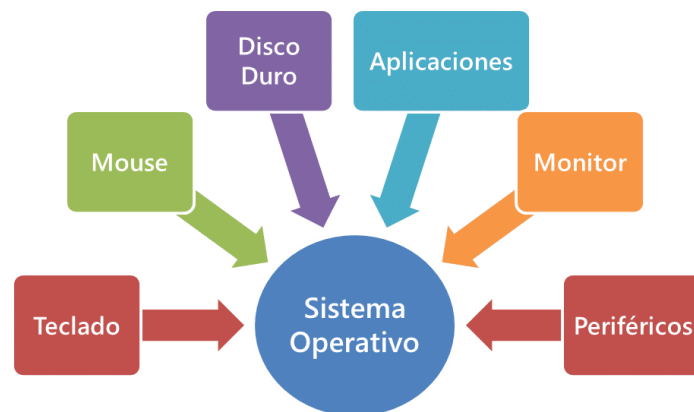 Disco
Duro
Aplicaciones
Mouse
Monitor
Teclado
Sistema
Operativo
Periféricos